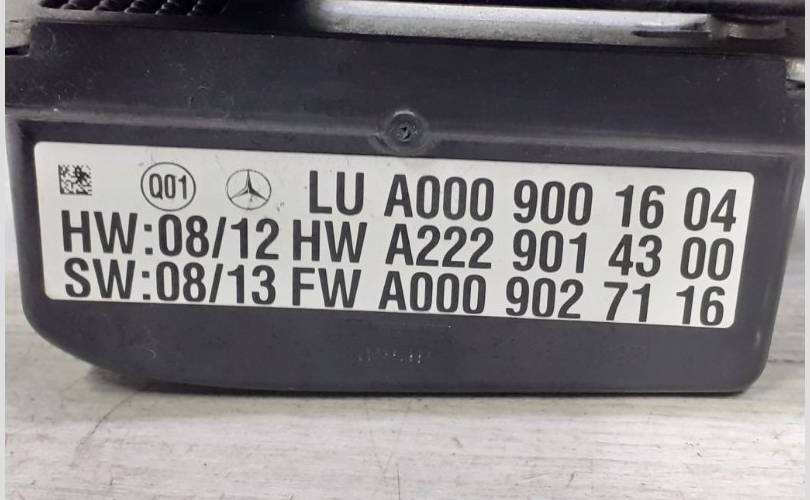 Q01 LU A000 900 16 04
HW:08/12 HW A222 901 43 00
SW:08/13 FW A000 902 71 16